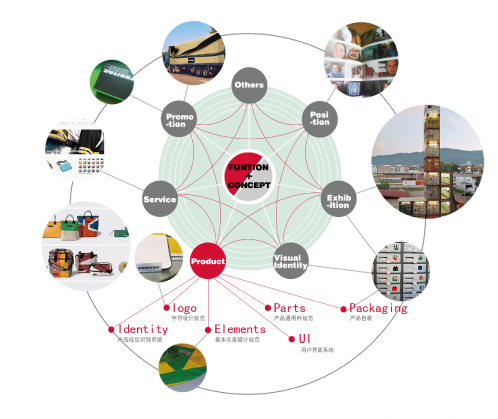 Others
Promo
-tion
Posi
-tion
FUNTION
+
CONCEPT
Service
Exhib
-ition
Product
Visual
Identity
logo
字符设计规范
Parts
产品通用件规范
Packaging
产品包装
Identity
产品视觉识别系统
Elements
基本元素设计规范
UI
用户界面系统